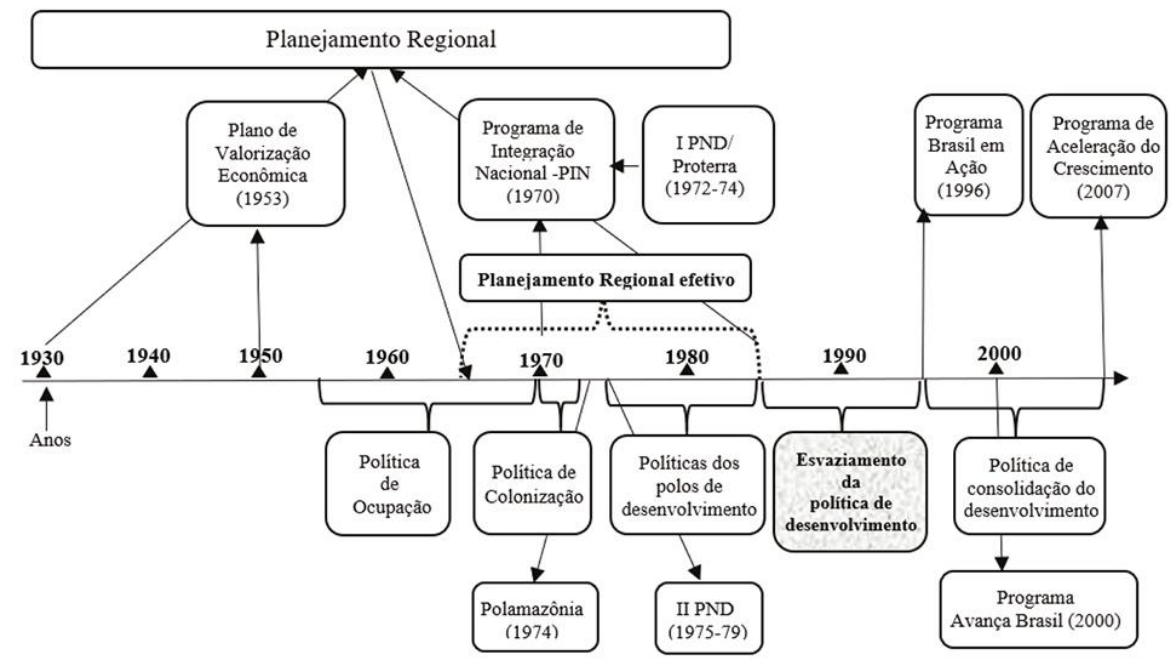 Planejamento Regional
Plano de
Valorização
Econômica
(1953)
Programa de
Integração
Nacional -PIN
(1970)
I PND/
Proterra
(1972-74)
Programa
Brasil em
Ação
(1996)
Programa de
Aceleração do
Crescimento
(2007)
Planejamento Regional efetivo
1930
1940
1950
1960
1970
1980
1990
2000
Anos
Política
de
Ocupação
Política de
Colonização
Políticas dos
polos de
desenvolvimento
Esvaziamento
da
política de
desenvolvimento
Política de
consolidação do
desenvolvimento
Polamazônia
(1974)
II PND
(1975-79)
Programa
Avança Brasil (2000)